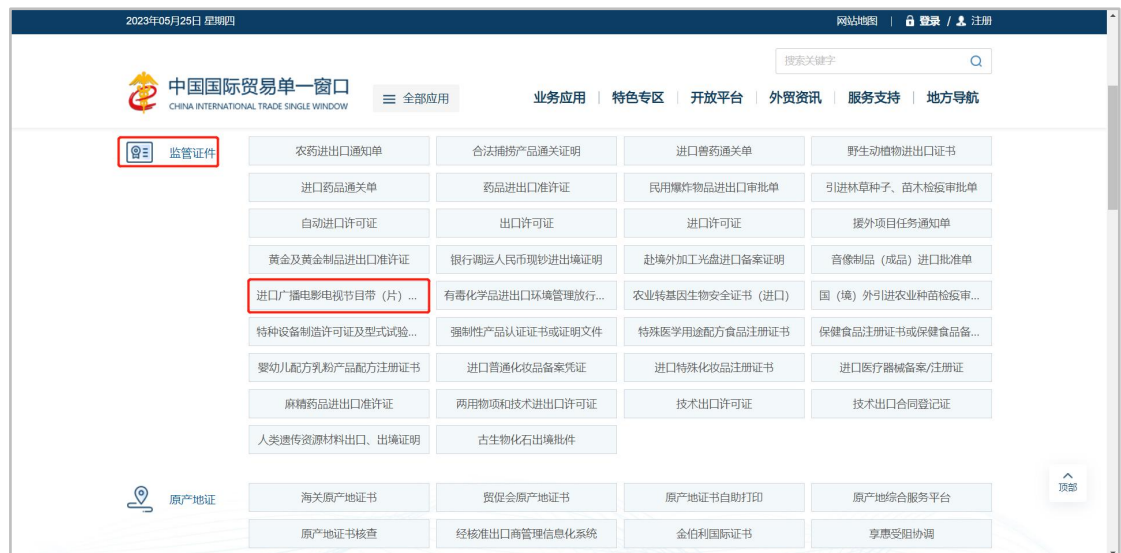 2023年05月25日 星期四
网站地图 | 登录 / 注册
搜索关键字
中国国际贸易单一窗口
CHINA INTERNATIONAL TRADE SINGLE WINDOW
全部应用
业务应用 | 特色专区 | 开放平台 | 外贸资讯 | 服务支持 | 地方导航
监管证件
农药进出口通知单 合法捕捞产品通关证明 进口兽药通关单 野生动植物进出口证书
进口药品通关单 药品进出口准许证 民用爆炸物品进出口审批单 引进林草种子、苗木检疫审批单
自动进口许可证 出口许可证 进口许可证 援外项目任务通知单
黄金及黄金制品进出口准许证 银行调运人民币现钞进出境证明 赴境外加工光盘进口备案证明 音像制品（成品）进口批准单
进口广播电影电视节目带（片）... 有毒化学品进出口环境管理放行... 农业转基因生物安全证书（进口） 国（境）外引进农业种苗检疫审...
特种设备制造许可证及型式试验... 强制性产品认证证书或证明文件 特殊医学用途配方食品注册证书 保健食品注册证书或保健食品备...
婴幼儿配方乳粉产品配方注册证书 进口普通化妆品备案凭证 进口特殊化妆品注册证书 进口医疗器械备案/注册证
麻精药品进出口准许证 两用物项和技术进出口许可证 技术出口许可证 技术出口合同登记证
人类遗传资源材料出口、出境证明 古生物化石出境批件
顶部
原产地证
海关原产地证书 贸促会原产地证书 原产地证书自助打印 原产地综合服务平台
原产地证书核查 经核准出口商管理信息化系统 金伯利国际证书 享惠受阻协调